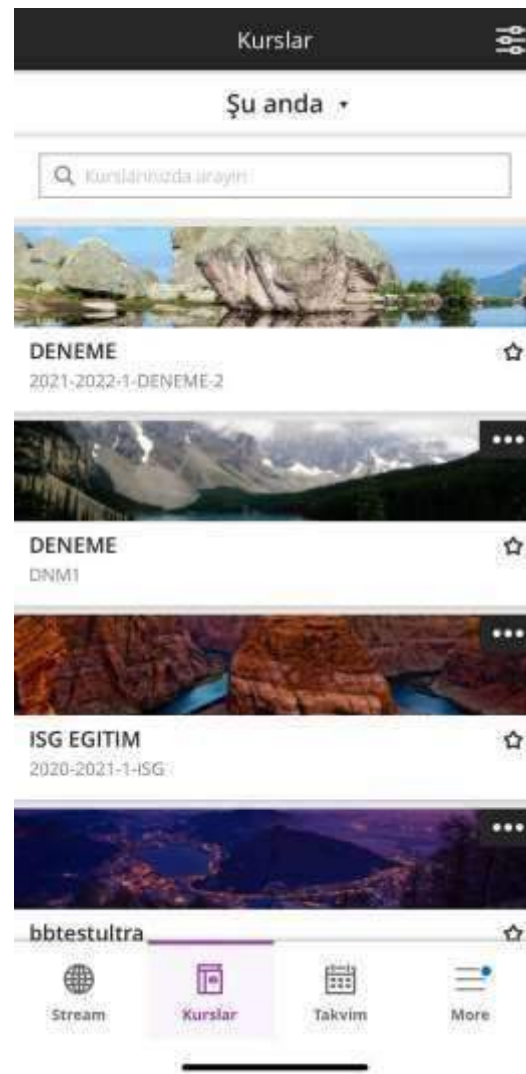 Kurslar
Şu anda
Kurslarınızda arayın
DENEME
2021-2022-1-DENEME-2
DENEME
DNM1
ISG EGITIM
2020-2021-1-ISG
bbtestultra
Stream
Kurslar
Takvim
More